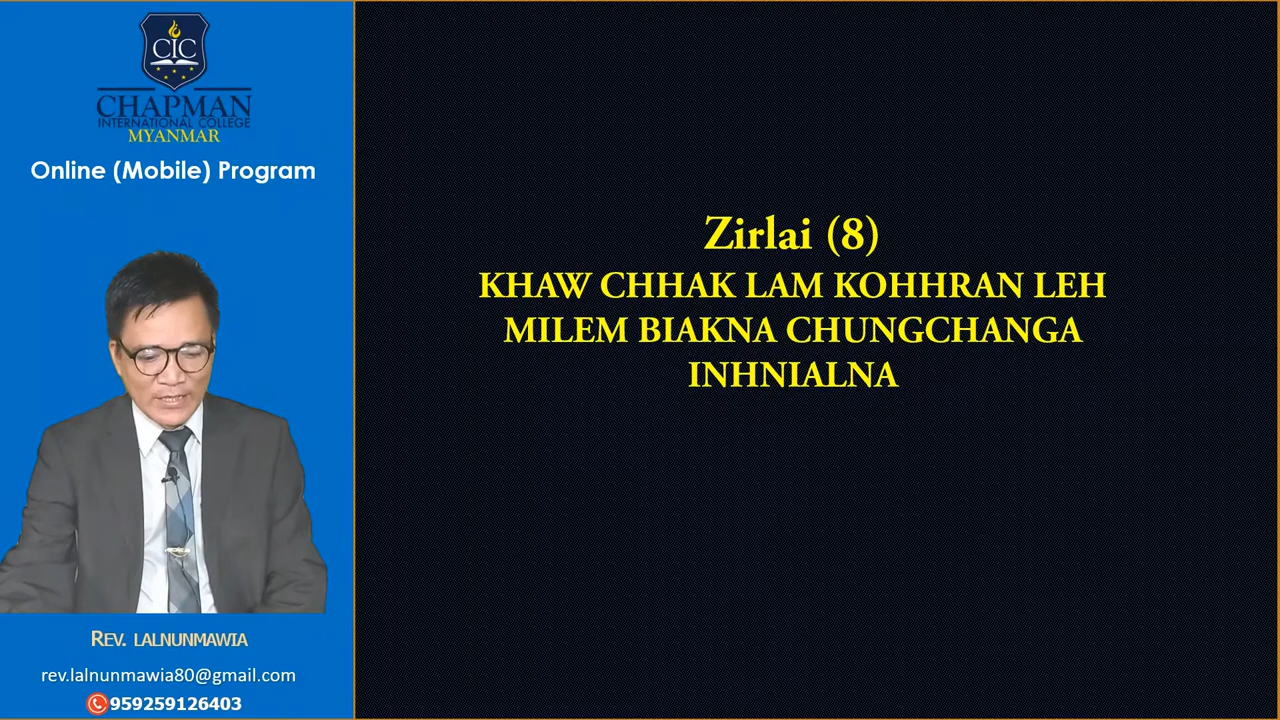 CIC
CHAPMAN
INTERNATIONAL COLLEGE
MYANMAR
Online (Mobile) Program
REV. LALNUNMAWIA
rev.lalnunmawia80@gmail.com
959259126403
Zirlai (8)
KHAW CHHAK LAM KOHHRAN LEH
MILEM BIAKNA CHUNGCHANGA
INHNIALNA